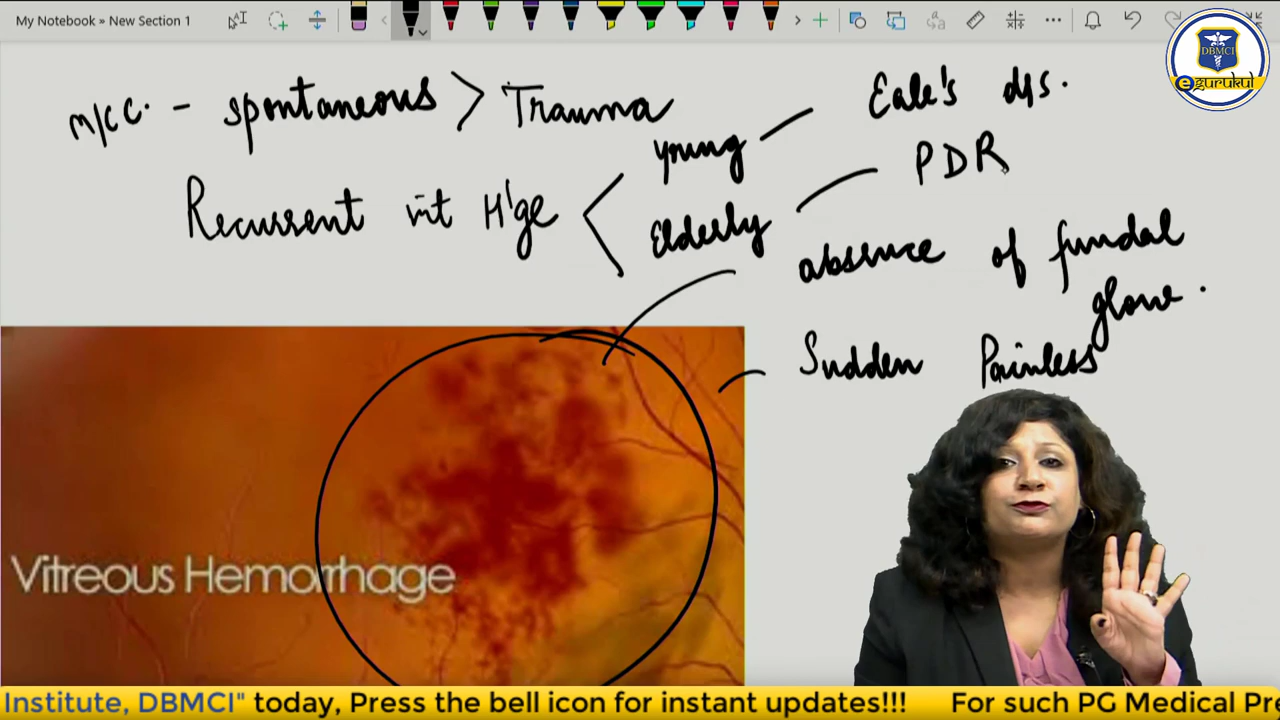 My Notebook » New Section 1
DBMCI
eGurukul
M/C C. - spontaneous > Trauma
young - Eale's dis.
PDR
Recurrent vit H'ge < Elderly
absence of fundal
glow.
Sudden Painless
Vitreous Hemorrhage
Institute, DBMCI" today, Press the bell icon for instant updates!!! For such PG Medical Pre